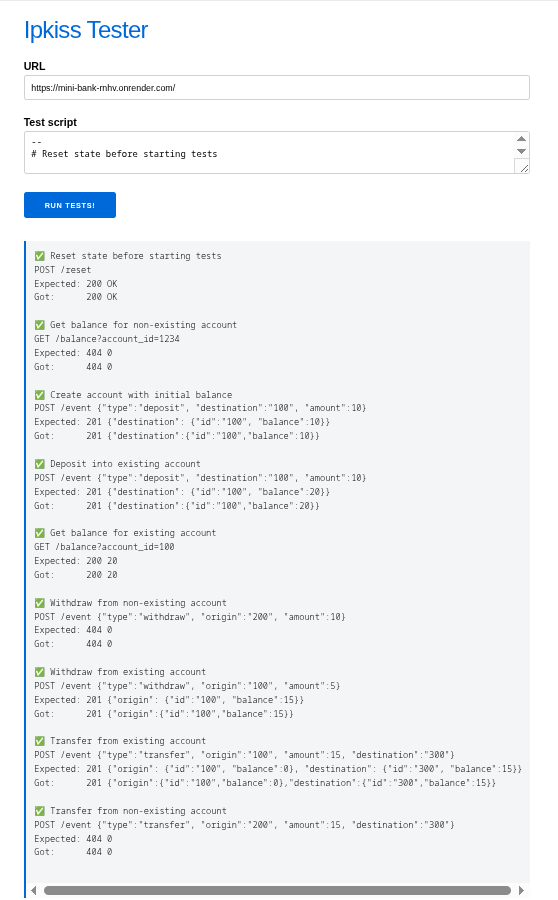 Ipkiss Tester
URL
https://mini-bank-rnhv.onrender.com/
Test script
--
# Reset state before starting tests
RUN TESTS!
✅ Reset state before starting tests
POST /reset
Expected: 200 OK
Got:      200 OK
✅ Get balance for non-existing account
GET /balance?account_id=1234
Expected: 404 0
Got:      404 0
✅ Create account with initial balance
POST /event {"type":"deposit", "destination":"100", "amount":10}
Expected: 201 {"destination": {"id":"100", "balance":10}}
Got:      201 {"destination":{"id":"100","balance":10}}
✅ Deposit into existing account
POST /event {"type":"deposit", "destination":"100", "amount":10}
Expected: 201 {"destination": {"id":"100", "balance":20}}
Got:      201 {"destination":{"id":"100","balance":20}}
✅ Get balance for existing account
GET /balance?account_id=100
Expected: 200 20
Got:      200 20
✅ Withdraw from non-existing account
POST /event {"type":"withdraw", "origin":"200", "amount":10}
Expected: 404 0
Got:      404 0
✅ Withdraw from existing account
POST /event {"type":"withdraw", "origin":"100", "amount":5}
Expected: 201 {"origin": {"id":"100", "balance":15}}
Got:      201 {"origin":{"id":"100","balance":15}}
✅ Transfer from existing account
POST /event {"type":"transfer", "origin":"100", "amount":15, "destination":"300"}
Expected: 201 {"origin": {"id":"100", "balance":0}, "destination": {"id":"300", "balance":15}}
Got:      201 {"origin":{"id":"100","balance":0},"destination":{"id":"300","balance":15}}
✅ Transfer from non-existing account
POST /event {"type":"transfer", "origin":"200", "amount":15, "destination":"300"}
Expected: 404 0
Got:      404 0